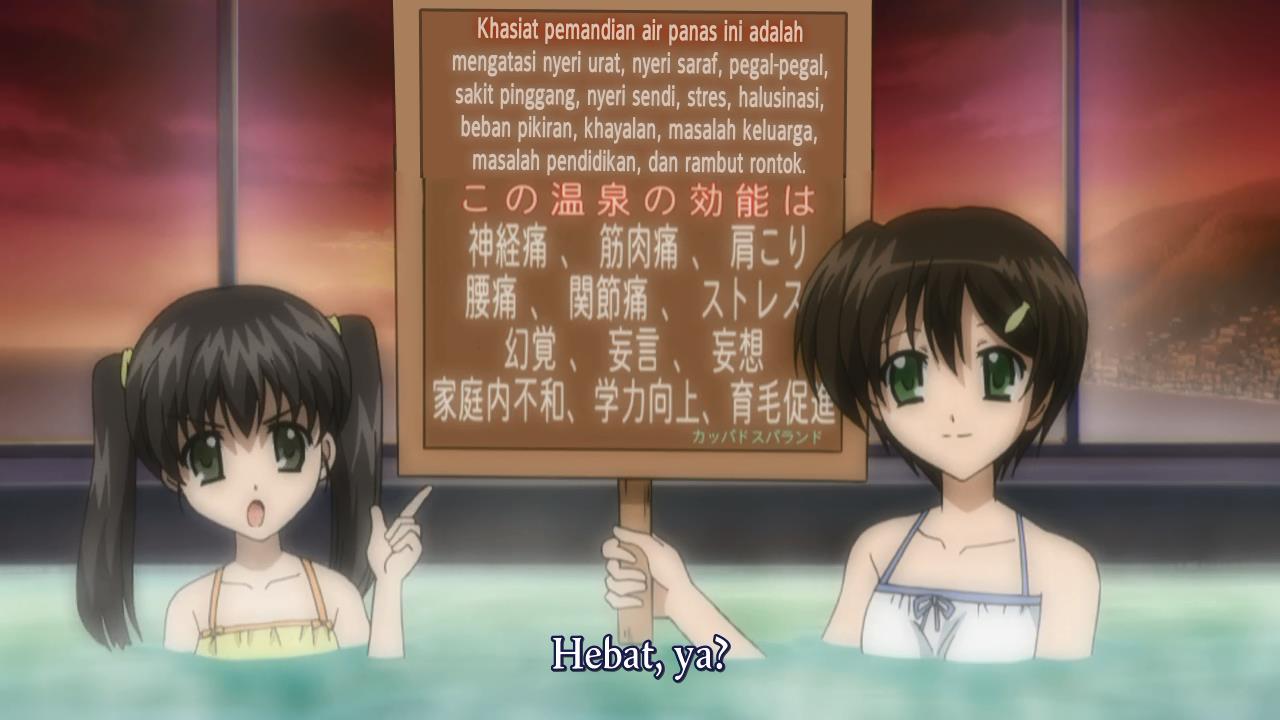 Khasiat pemandian air panas ini adalah
mengatasi nyeri urat, nyeri saraf, pegal-pegal,
sakit pinggang, nyeri sendi, stres, halusinasi,
beban pikiran, khayalan, masalah keluarga,
masalah pendidikan, dan rambut rontok.
この温泉の効能は
神経痛、筋肉痛、肩こり
腰痛、関節痛、ストレス
幻覚、妄言、妄想
家庭内不和、学力向上、育毛促進
カッパドスパランド
Hebat, ya?